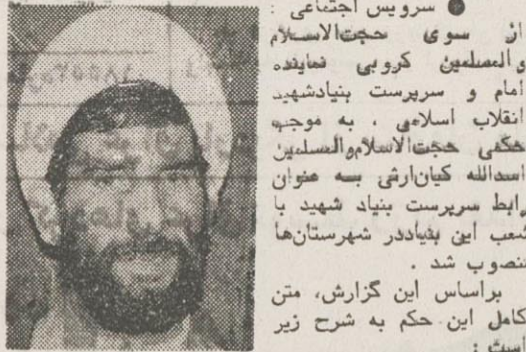 ● سرویس اجتماعی :
از سوی حجت‌الاسلام
والمسلمین کروبی نماینده
امام و سرپرست بنیادشهید
انقلاب اسلامی ، به موجب
حکمی حجت‌الاسلام‌والمسلمین
اسدالله کیان‌ارثی به عنوان
رابط سرپرست بنیاد شهید با
شعب این بنیاددر شهرستان‌ها
منصوب شد .
براساس این گزارش، متن
کامل این حکم به شرح زیر
است :